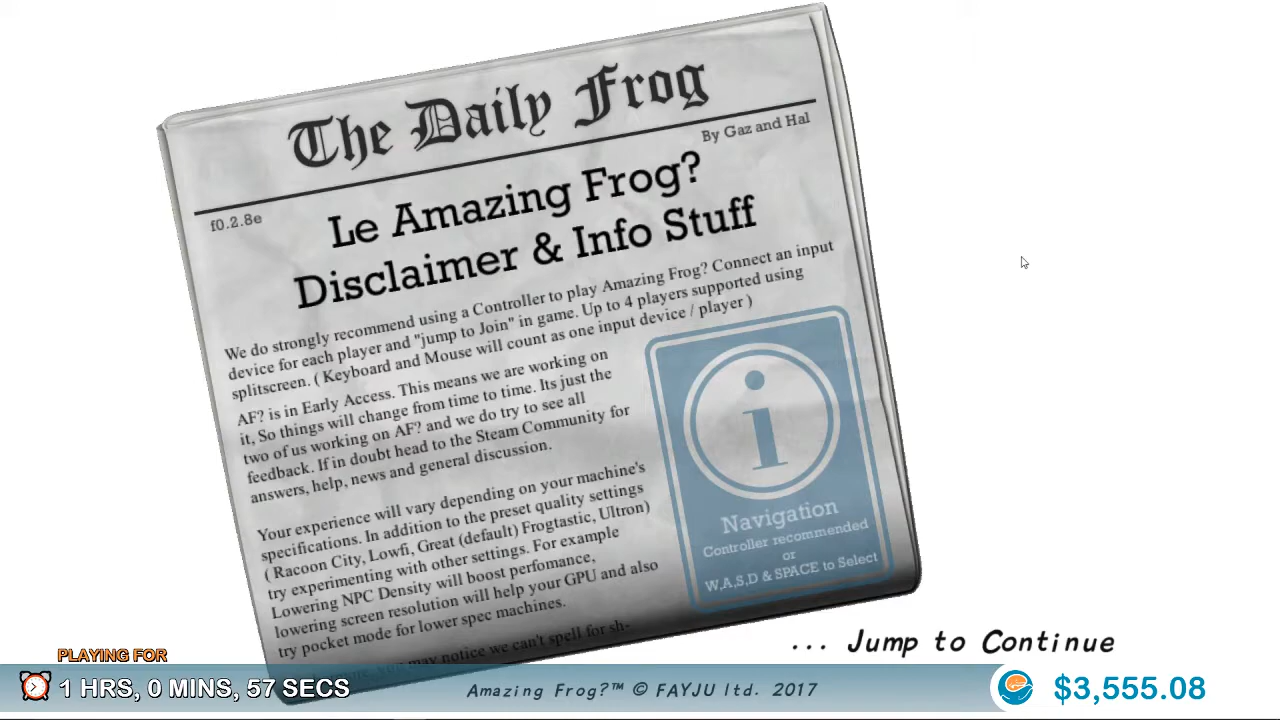 The Daily Frog
By Gaz and Hal
f0.2.8e
Le Amazing Frog?
Disclaimer & Info Stuff
We do strongly recommend using a Controller to play Amazing Frog? Connect an input
device for each player and "jump to Join" in game. Up to 4 players supported using
splitscreen. ( Keyboard and Mouse will count as one input device / player )
AF? is in Early Access. This means we are working on
it, So things will change from time to time. Its just the
two of us working on AF? and we do try to see all
feedback. If in doubt head to the Steam Community for
answers, help, news and general discussion.
Your experience will vary depending on your machine's
specifications. In addition to the preset quality settings
( Racoon City, Lowfi, Great (default) Frogtastic, Ultron)
try experimenting with other settings. For example
Lowering NPC Density will boost perfomance,
lowering screen resolution will help your GPU and also
try pocket mode for lower spec machines.
you may notice we can't spell for sh-
i
Navigation
Controller recommended
or
W,A,S,D & SPACE to Select
... Jump to Continue
PLAYING FOR
1 HRS, 0 MINS, 57 SECS
Amazing Frog?™ © FAYJU ltd. 2017
$3,555.08